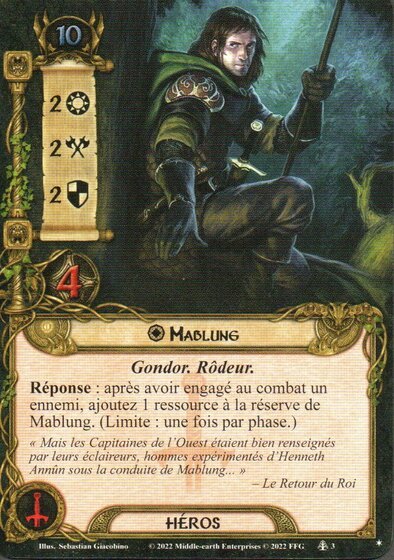 10
2
2
2
4
Mablung
Gondor. Rôdeur.
Réponse : après avoir engagé au combat un
ennemi, ajoutez 1 ressource à la réserve de
Mablung. (Limite : une fois par phase.)
« Mais les Capitaines de l'Ouest étaient bien renseignés
par leurs éclaireurs, hommes expérimentés d'Henneth
Annûn sous la conduite de Mablung... »
– Le Retour du Roi
HÉROS
Illus. Sebastian Giacobino © 2022 Middle-earth Enterprises © 2022 FFG 3